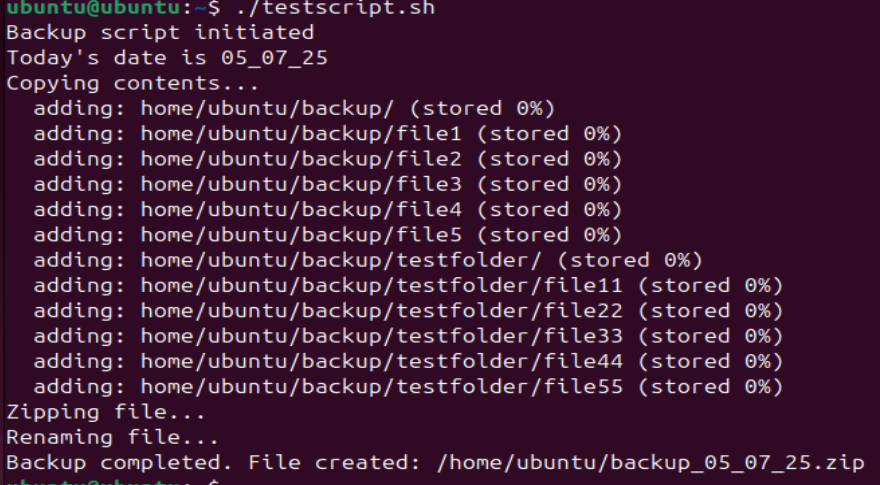 ubuntu@ubuntu:~$ ./testscript.sh
Backup script initiated
Today's date is 05_07_25
Copying contents...
  adding: home/ubuntu/backup/ (stored 0%)
  adding: home/ubuntu/backup/file1 (stored 0%)
  adding: home/ubuntu/backup/file2 (stored 0%)
  adding: home/ubuntu/backup/file3 (stored 0%)
  adding: home/ubuntu/backup/file4 (stored 0%)
  adding: home/ubuntu/backup/file5 (stored 0%)
  adding: home/ubuntu/backup/testfolder/ (stored 0%)
  adding: home/ubuntu/backup/testfolder/file11 (stored 0%)
  adding: home/ubuntu/backup/testfolder/file22 (stored 0%)
  adding: home/ubuntu/backup/testfolder/file33 (stored 0%)
  adding: home/ubuntu/backup/testfolder/file44 (stored 0%)
  adding: home/ubuntu/backup/testfolder/file55 (stored 0%)
Zipping file...
Renaming file...
Backup completed. File created: /home/ubuntu/backup_05_07_25.zip